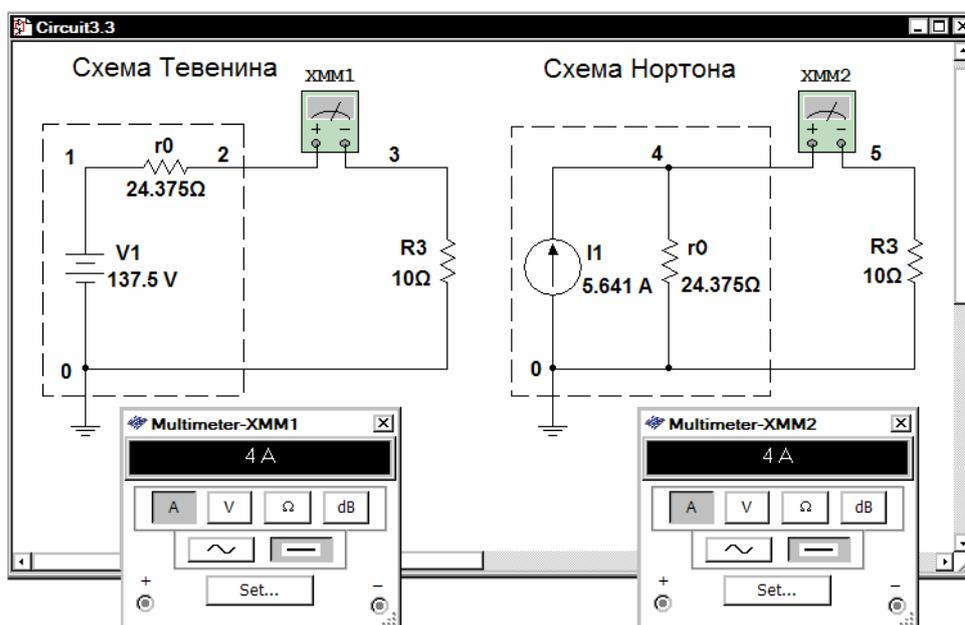 Circuit3.3
Схема Тевенина
Схема Нортона
XMM1
XMM2
+ −
+ −
1
r0
2
3
24.375Ω
4
5
V1
137.5 V
R3
10Ω
I1
5.641 A
r0
24.375Ω
R3
10Ω
0
0
Multimeter-XMM1
4 A
A V Ω dB
Set...
+ −
Multimeter-XMM2
4 A
A V Ω dB
Set...
+ −